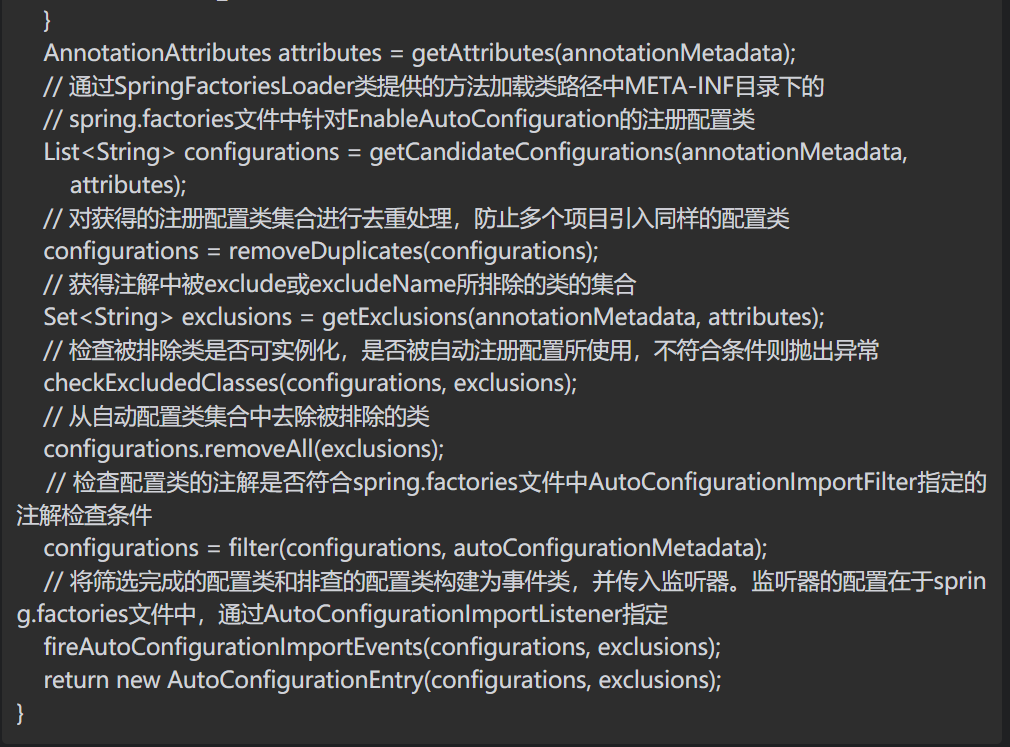 }
AnnotationAttributes attributes = getAttributes(annotationMetadata);
// 通过SpringFactoriesLoader类提供的方法加载类路径中META-INF目录下的
// spring.factories文件中针对EnableAutoConfiguration的注册配置类
List<String> configurations = getCandidateConfigurations(annotationMetadata,
attributes);
// 对获得的注册配置类集合进行去重处理，防止多个项目引入同样的配置类
configurations = removeDuplicates(configurations);
// 获得注解中被exclude或excludeName所排除的类的集合
Set<String> exclusions = getExclusions(annotationMetadata, attributes);
// 检查被排除类是否可实例化，是否被自动注册配置所使用，不符合条件则抛出异常
checkExcludedClasses(configurations, exclusions);
// 从自动配置类集合中去除被排除的类
configurations.removeAll(exclusions);
// 检查配置类的注解是否符合spring.factories文件中AutoConfigurationImportFilter指定的
注解检查条件
configurations = filter(configurations, autoConfigurationMetadata);
// 将筛选完成的配置类和排查的配置类构建为事件类，并传入监听器。监听器的配置在于sprin
g.factories文件中，通过AutoConfigurationImportListener指定
fireAutoConfigurationImportEvents(configurations, exclusions);
return new AutoConfigurationEntry(configurations, exclusions);
}